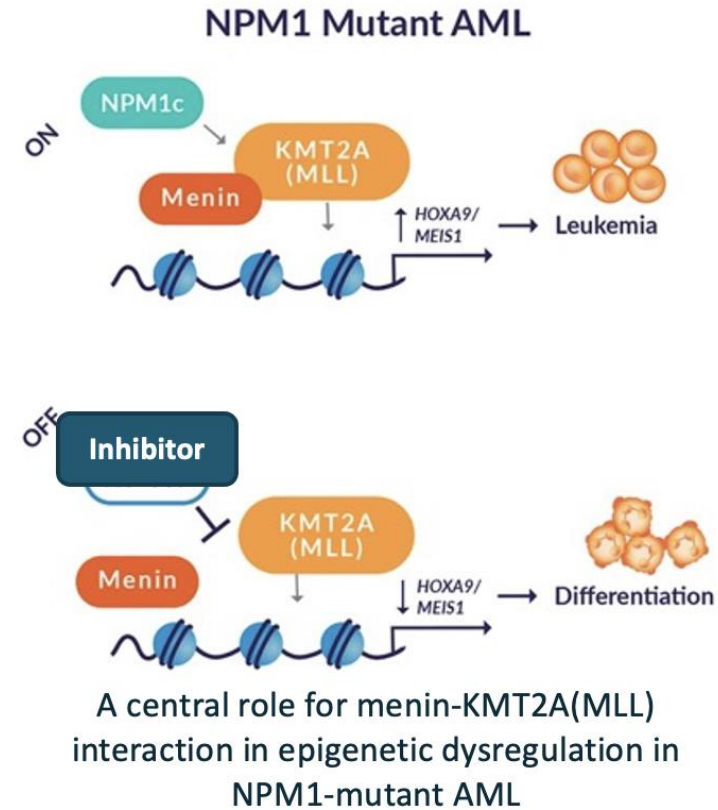 NPM1 Mutant AML
ON
NPM1c
KMT2A
(MLL)
Menin
HOXA9/
MEIS1
Leukemia
OFF
Inhibitor
KMT2A
(MLL)
Menin
HOXA9/
MEIS1
Differentiation
A central role for menin-KMT2A(MLL)
interaction in epigenetic dysregulation in
NPM1-mutant AML